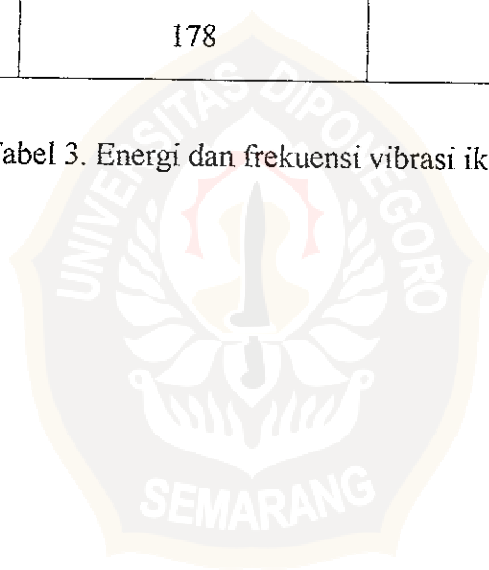 178
Tabel 3. Energi dan frekuensi vibrasi ik
UNIVERSITAS DIPONEGORO
SEMARANG